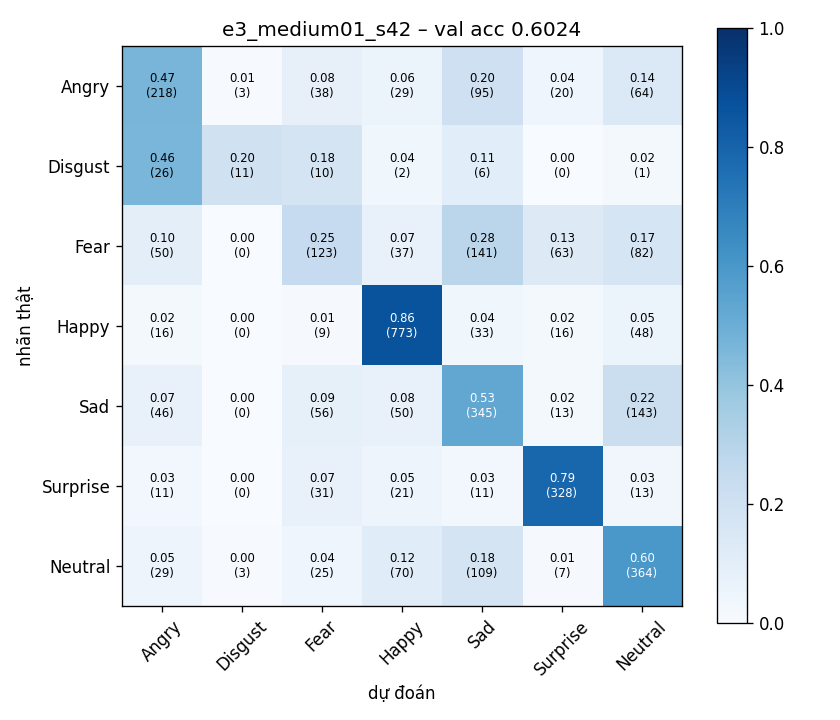 e3_medium01_s42 – val acc 0.6024
nhãn thật
Angry
0.47 0.01 0.08 0.06 0.20 0.04 0.14
(218) (3) (38) (29) (95) (20) (64)
Disgust
0.46 0.20 0.18 0.04 0.11 0.00 0.02
(26) (11) (10) (2) (6) (0) (1)
Fear
0.10 0.00 0.25 0.07 0.28 0.13 0.17
(50) (0) (123) (37) (141) (63) (82)
Happy
0.02 0.00 0.01 0.86 0.04 0.02 0.05
(16) (0) (9) (773) (33) (16) (48)
Sad
0.07 0.00 0.09 0.08 0.53 0.02 0.22
(46) (0) (56) (50) (345) (13) (143)
Surprise
0.03 0.00 0.07 0.05 0.03 0.79 0.03
(11) (0) (31) (21) (11) (328) (13)
Neutral
0.05 0.00 0.04 0.12 0.18 0.01 0.60
(29) (3) (25) (70) (109) (7) (364)
Angry Disgust Fear Happy Sad Surprise Neutral
dự đoán
1.0
0.8
0.6
0.4
0.2
0.0